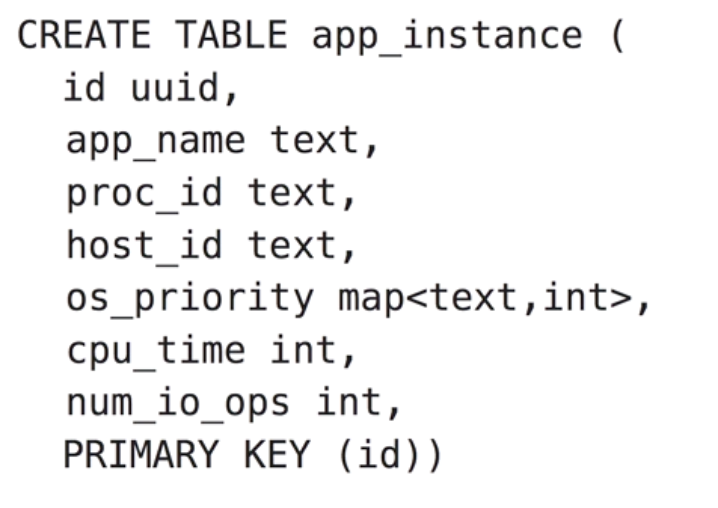 CREATE TABLE app_instance (
id uuid,
app_name text,
proc_id text,
host_id text,
os_priority map<text,int>,
cpu_time int,
num_io_ops int,
PRIMARY KEY (id))